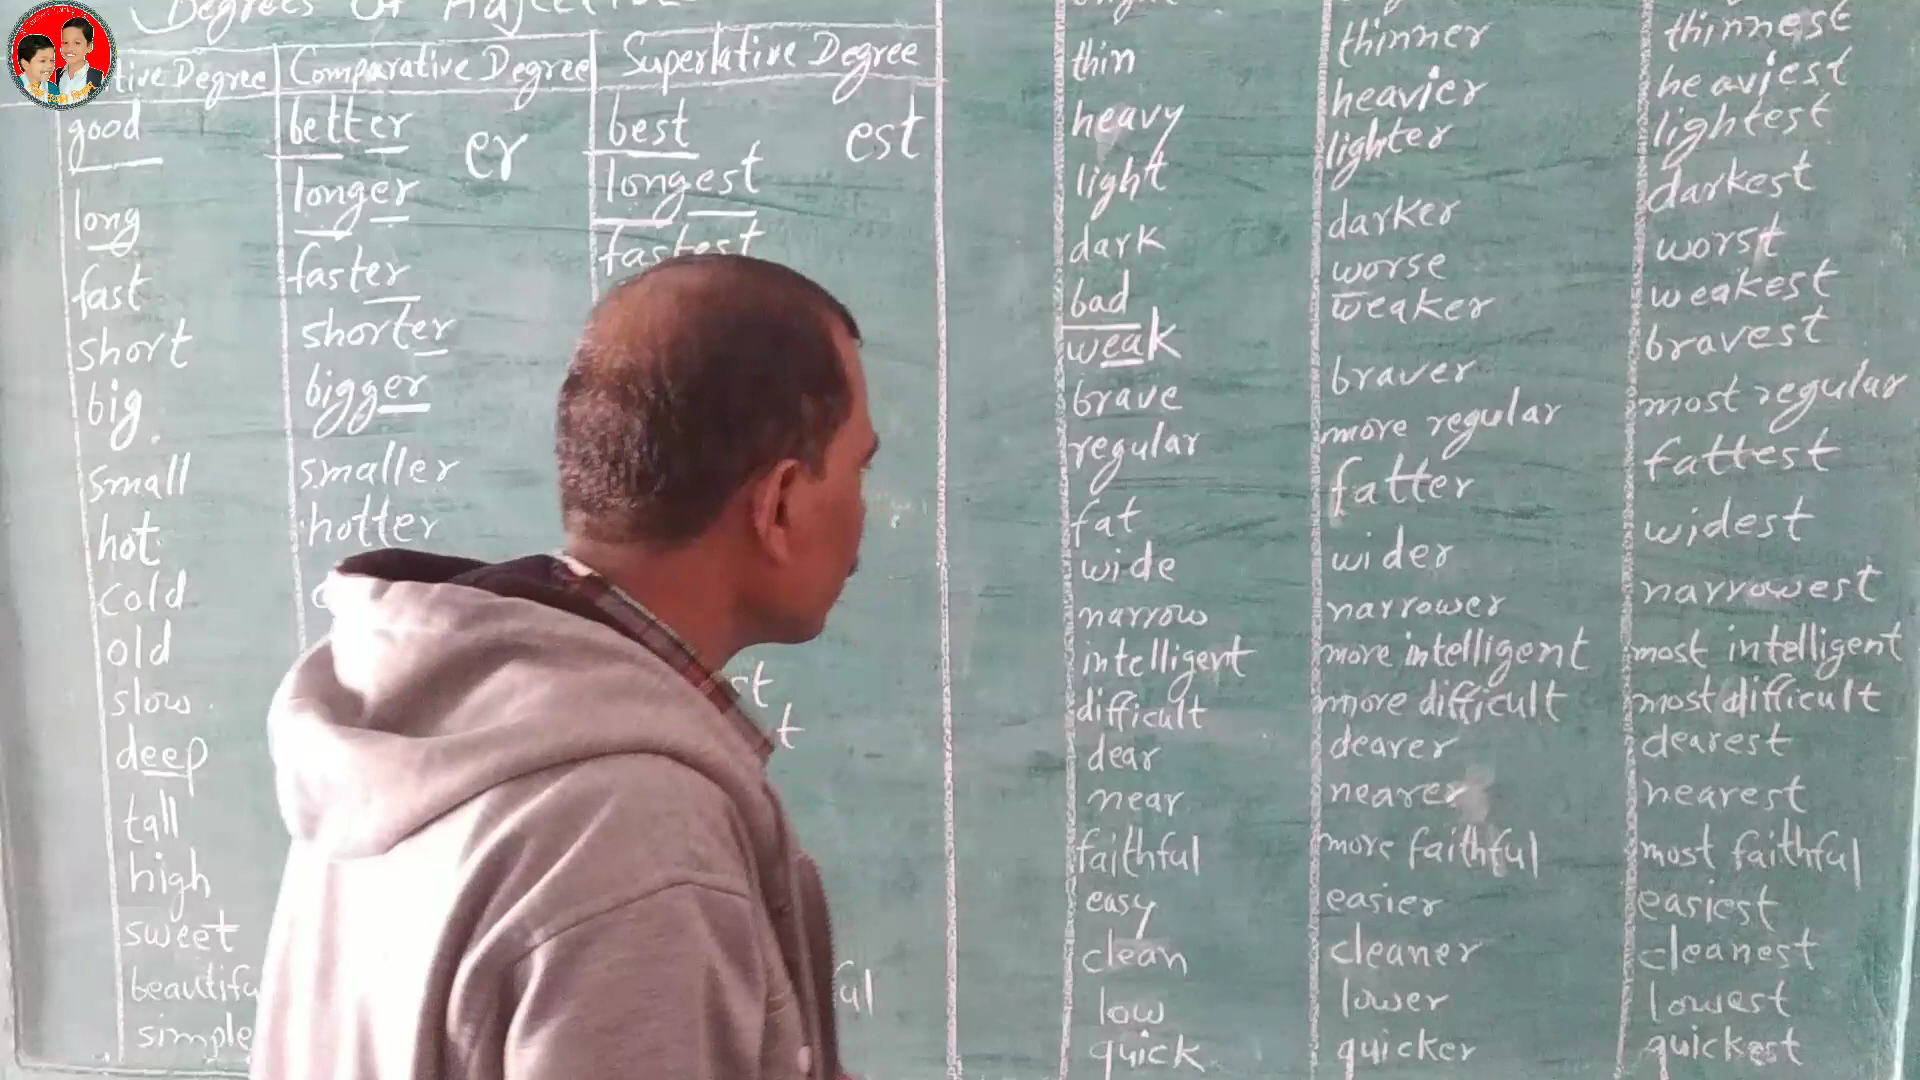 Degrees Of
tive Degree Comparative Degree Superlative Degree
good better er best est
long longer longest
fast faster fastest
short shorter
big bigger
small smaller
hot hotter
cold
old
slow
deep
tall
high
sweet
beautifu
simple
thin thinner thinnest
heavy heavier heaviest
light lighter lightest
dark darker darkest
bad worse worst
weak weaker weakest
brave braver bravest
regular more regular most regular
fat fatter fattest
wide wider widest
narrow narrower narrowest
intelligent more intelligent most intelligent
difficult more difficult most difficult
dear dearer dearest
near nearer nearest
faithful more faithful most faithful
easy easier easiest
clean cleaner cleanest
low lower lowest
quick quicker quickest